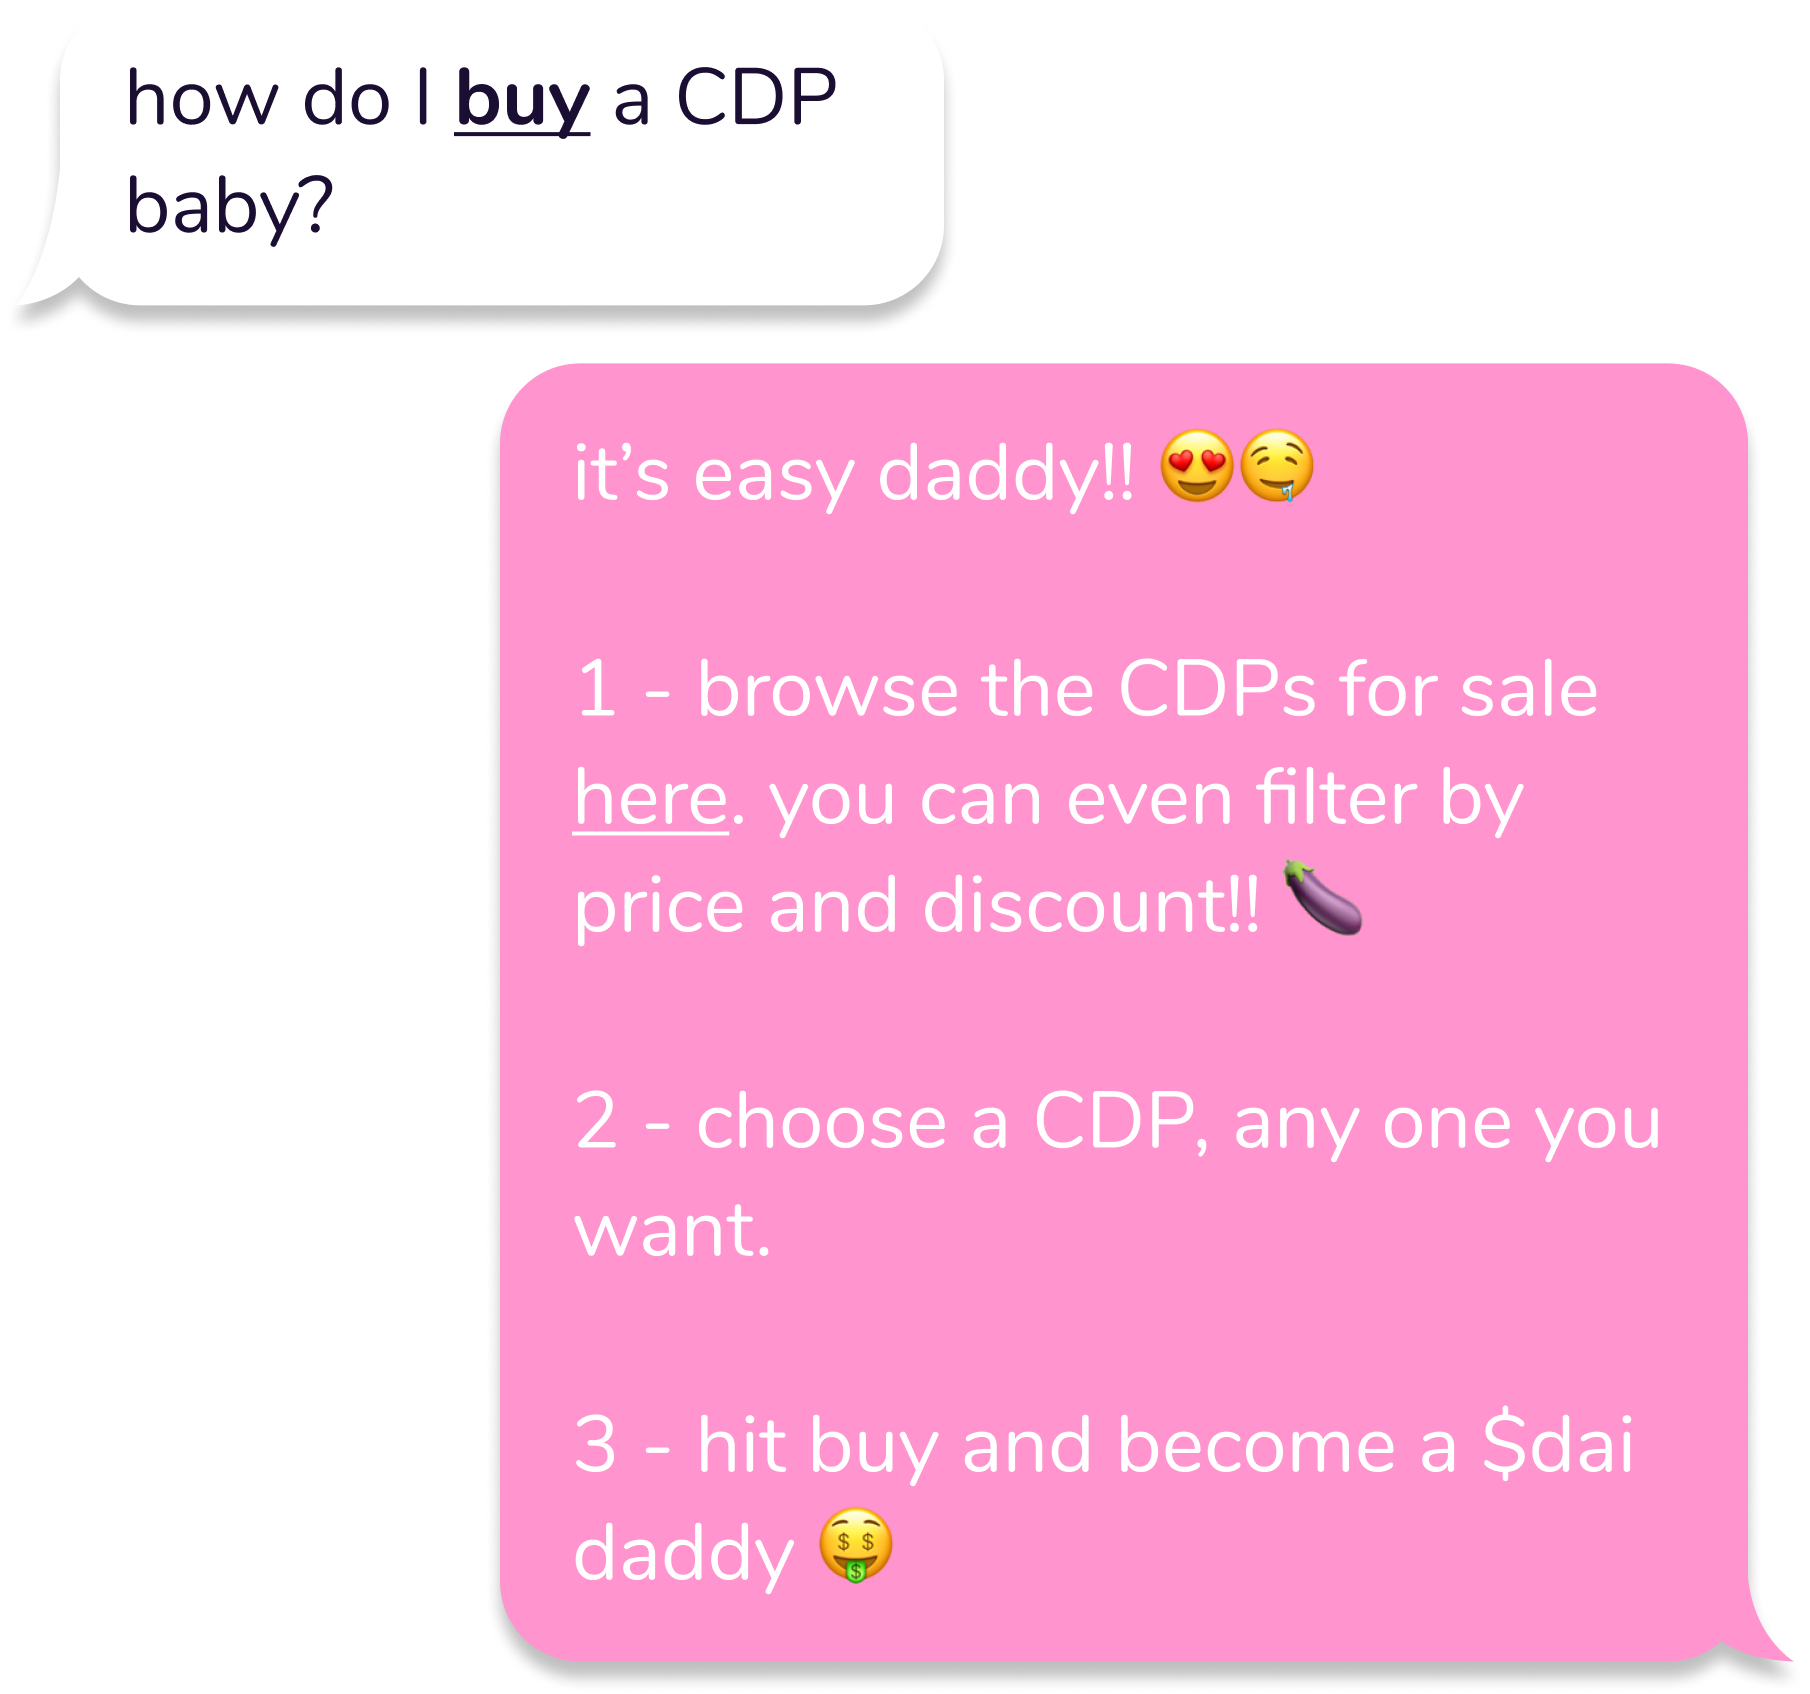 how do I buy a CDP
baby?
it’s easy daddy!! 😍🤤
1 - browse the CDPs for sale
here. you can even filter by
price and discount!! 🍆
2 - choose a CDP, any one you
want.
3 - hit buy and become a $dai
daddy 🤑